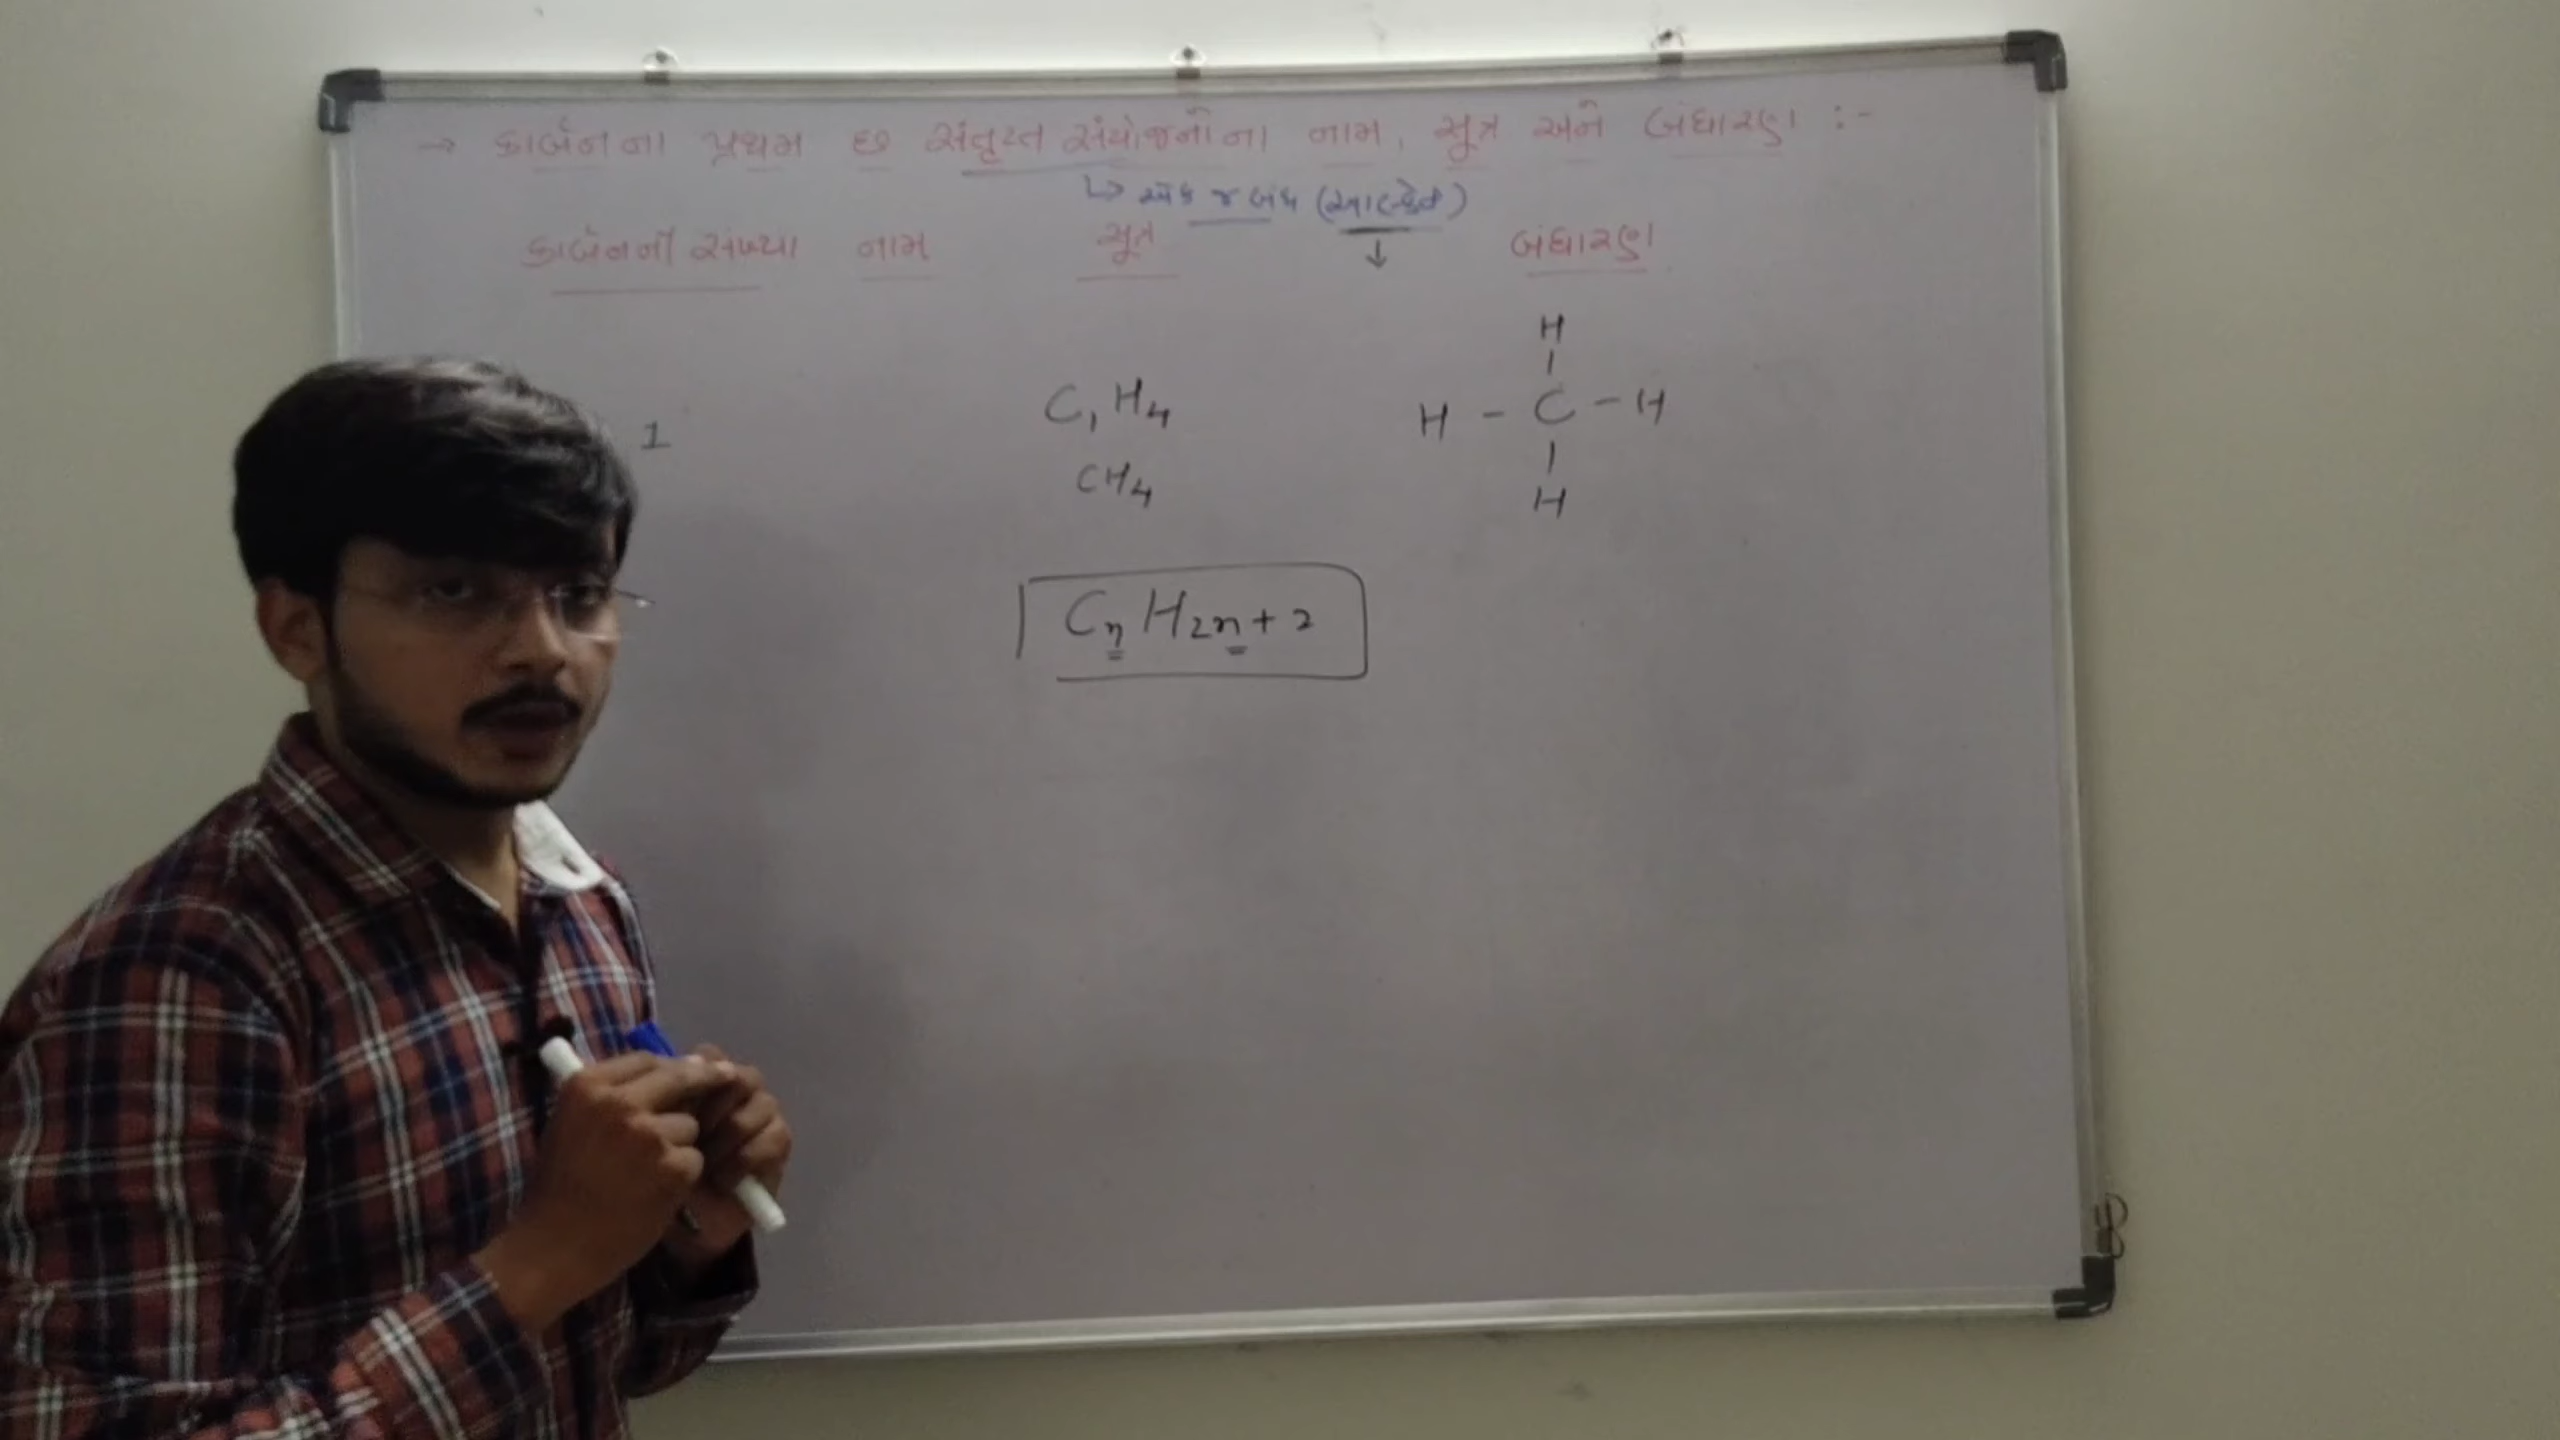 → કાર્બનના પ્રથમ છ સંતૃપ્ત સંયોજનોના નામ, સૂત્ર અને બંધારણ :-
↳ એક જ બંધ (આલ્કેન)
↓
કાર્બનની સંખ્યા નામ સૂત્ર બંધારણ
H
|
1 C₁H₄ H - C - H
|
CH₄ H
CₙH₂ₙ₊₂